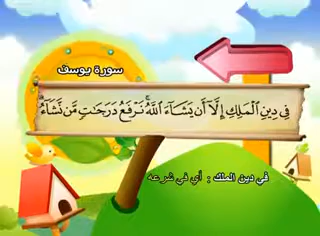 سورة يوسف
فِي دِينِ ٱلْمَلِكِ إِلَّآ أَن يَشَآءَ ٱللَّهُ ۚ نَرْفَعُ دَرَجَٰتٍ مَّن نَّشَآءُ ۗ
في دين الملك : أي في شرعه